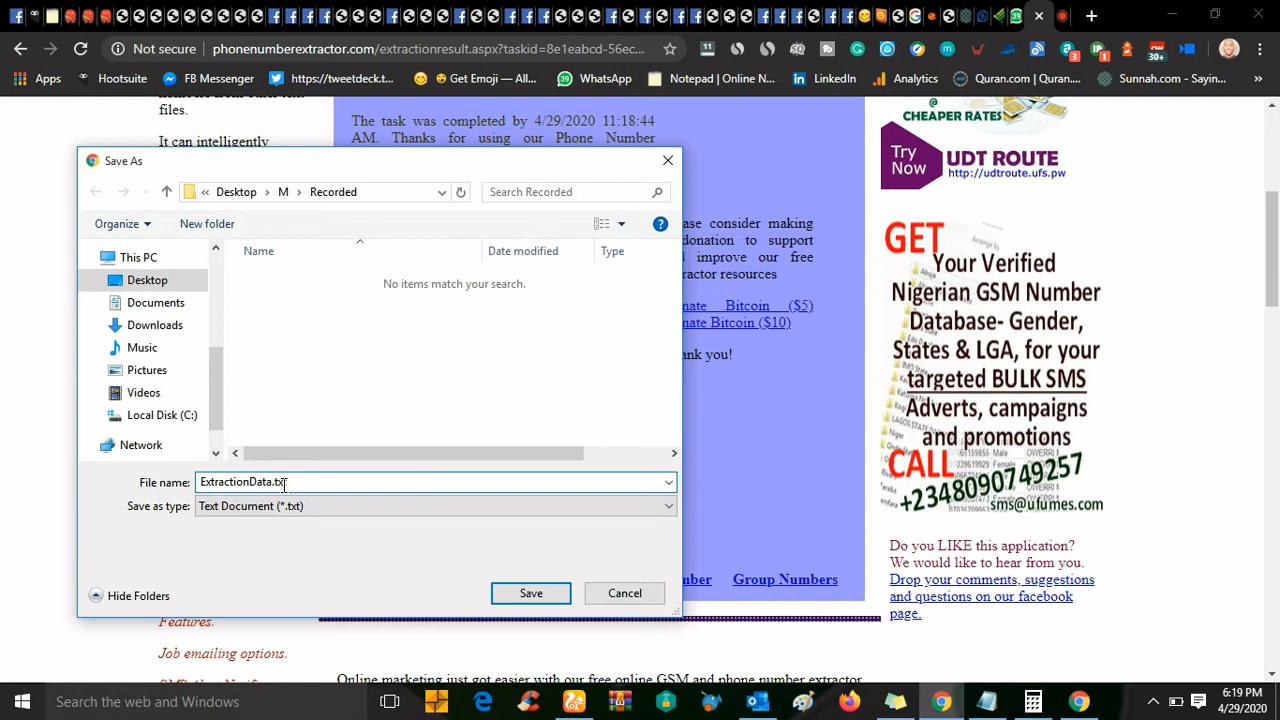 Not secure
phonenumberextractor.com/extractionresult.aspx?taskid=8e1eabcd-56ec...
Apps
Hootsuite
FB Messenger
https://tweetdeck.t...
Get Emoji — All...
WhatsApp
Notepad | Online N...
LinkedIn
Analytics
Quran.com | Quran...
Sunnah.com - Sayin...
files.
It can intelligently
The task was completed by 4/29/2020 11:18:44
AM. Thanks for using our Phone Number
Save As
Desktop
M
Recorded
Search Recorded
Organize
New folder
This PC
Desktop
Documents
Downloads
Music
Pictures
Videos
Local Disk (C:)
Network
Name
Date modified
Type
No items match your search.
File name:
ExtractionData.txt
Save as type:
Text Document (*.txt)
Hide Folders
Save
Cancel
ase consider making
donation to support
improve our free
ractor resources
nate Bitcoin ($5)
nate Bitcoin ($10)
ank you!
mber
Group Numbers
@
CHEAPER RATES
Try
Now
UDT ROUTE
http://udtroute.ufs.pw
GET
Your Verified
Nigerian GSM Number
Database- Gender,
States & LGA, for your
targeted BULK SMS
Adverts, campaigns
and promotions
CALL
+2348090547257
sms@ufumes.com
Do you LIKE this application?
We would like to hear from you.
Drop your comments, suggestions
and questions on our facebook
page.
Features.
Job emailing options.
Online marketing just got easier with our free online GSM and phone number extractor
Search the web and Windows
6:19 PM
4/29/2020